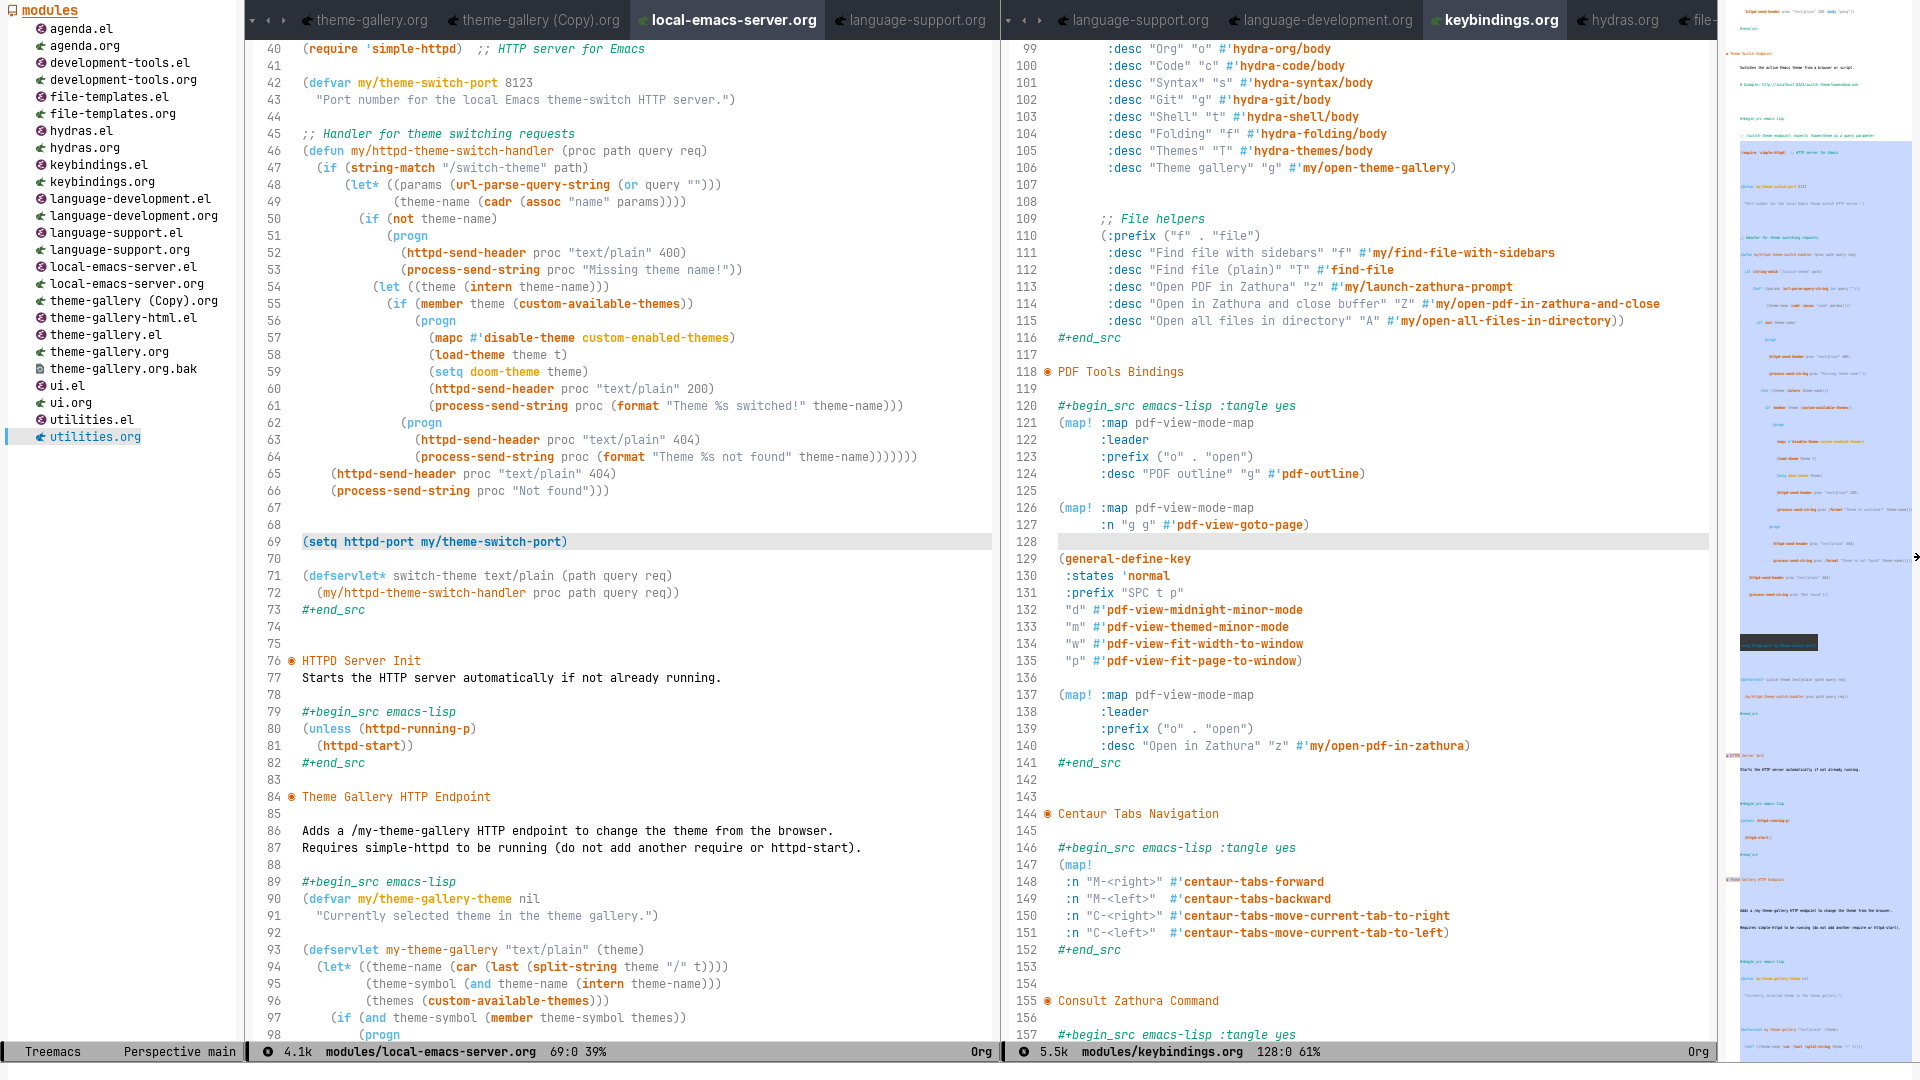 modules
agenda.el
agenda.org
development-tools.el
development-tools.org
file-templates.el
file-templates.org
hydras.el
hydras.org
keybindings.el
keybindings.org
language-development.el
language-development.org
language-support.el
language-support.org
local-emacs-server.el
local-emacs-server.org
theme-gallery (Copy).org
theme-gallery-html.el
theme-gallery.el
theme-gallery.org
theme-gallery.org.bak
ui.el
ui.org
utilities.el
utilities.org
Treemacs Perspective main
theme-gallery.org theme-gallery (Copy).org local-emacs-server.org language-support.org
40 (require 'simple-httpd)  ;; HTTP server for Emacs
41
42 (defvar my/theme-switch-port 8123
43   "Port number for the local Emacs theme-switch HTTP server.")
44
45 ;; Handler for theme switching requests
46 (defun my/httpd-theme-switch-handler (proc path query req)
47   (if (string-match "/switch-theme" path)
48       (let* ((params (url-parse-query-string (or query "")))
49              (theme-name (cadr (assoc "name" params))))
50         (if (not theme-name)
51             (progn
52               (httpd-send-header proc "text/plain" 400)
53               (process-send-string proc "Missing theme name!"))
54           (let ((theme (intern theme-name)))
55             (if (member theme (custom-available-themes))
56                 (progn
57                   (mapc #'disable-theme custom-enabled-themes)
58                   (load-theme theme t)
59                   (setq doom-theme theme)
60                   (httpd-send-header proc "text/plain" 200)
61                   (process-send-string proc (format "Theme %s switched!" theme-name)))
62               (progn
63                 (httpd-send-header proc "text/plain" 404)
64                 (process-send-string proc (format "Theme %s not found" theme-name)))))))
65     (httpd-send-header proc "text/plain" 404)
66     (process-send-string proc "Not found")))
67
68
69 (setq httpd-port my/theme-switch-port)
70
71 (defservlet* switch-theme text/plain (path query req)
72   (my/httpd-theme-switch-handler proc path query req))
73 #+end_src
74
75
76 ◉ HTTPD Server Init
77 Starts the HTTP server automatically if not already running.
78
79 #+begin_src emacs-lisp
80 (unless (httpd-running-p)
81   (httpd-start))
82 #+end_src
83
84 ◉ Theme Gallery HTTP Endpoint
85
86 Adds a /my-theme-gallery HTTP endpoint to change the theme from the browser.
87 Requires simple-httpd to be running (do not add another require or httpd-start).
88
89 #+begin_src emacs-lisp
90 (defvar my/theme-gallery-theme nil
91   "Currently selected theme in the theme gallery.")
92
93 (defservlet my-theme-gallery "text/plain" (theme)
94   (let* ((theme-name (car (last (split-string theme "/" t))))
95          (theme-symbol (and theme-name (intern theme-name)))
96          (themes (custom-available-themes)))
97     (if (and theme-symbol (member theme-symbol themes))
98         (progn
4.1k modules/local-emacs-server.org 69:0 39% Org
language-support.org language-development.org keybindings.org hydras.org file-
99        :desc "Org" "o" #'hydra-org/body
100       :desc "Code" "c" #'hydra-code/body
101       :desc "Syntax" "s" #'hydra-syntax/body
102       :desc "Git" "g" #'hydra-git/body
103       :desc "Shell" "t" #'hydra-shell/body
104       :desc "Folding" "f" #'hydra-folding/body
105       :desc "Themes" "T" #'hydra-themes/body
106       :desc "Theme gallery" "g" #'my/open-theme-gallery)
107
108
109      ;; File helpers
110      (:prefix ("f" . "file")
111       :desc "Find file with sidebars" "f" #'my/find-file-with-sidebars
112       :desc "Find file (plain)" "T" #'find-file
113       :desc "Open PDF in Zathura" "z" #'my/launch-zathura-prompt
114       :desc "Open in Zathura and close buffer" "Z" #'my/open-pdf-in-zathura-and-close
115       :desc "Open all files in directory" "A" #'my/open-all-files-in-directory))
116 #+end_src
117
118 ◉ PDF Tools Bindings
119
120 #+begin_src emacs-lisp :tangle yes
121 (map! :map pdf-view-mode-map
122       :leader
123       :prefix ("o" . "open")
124       :desc "PDF outline" "g" #'pdf-outline)
125
126 (map! :map pdf-view-mode-map
127       :n "g g" #'pdf-view-goto-page)
128
129 (general-define-key
130  :states 'normal
131  :prefix "SPC t p"
132  "d" #'pdf-view-midnight-minor-mode
133  "m" #'pdf-view-themed-minor-mode
134  "w" #'pdf-view-fit-width-to-window
135  "p" #'pdf-view-fit-page-to-window)
136
137 (map! :map pdf-view-mode-map
138       :leader
139       :prefix ("o" . "open")
140       :desc "Open in Zathura" "z" #'my/open-pdf-in-zathura)
141 #+end_src
142
143
144 ◉ Centaur Tabs Navigation
145
146 #+begin_src emacs-lisp :tangle yes
147 (map!
148  :n "M-<right>" #'centaur-tabs-forward
149  :n "M-<left>"  #'centaur-tabs-backward
150  :n "C-<right>" #'centaur-tabs-move-current-tab-to-right
151  :n "C-<left>"  #'centaur-tabs-move-current-tab-to-left)
152 #+end_src
153
154
155 ◉ Consult Zathura Command
156
157 #+begin_src emacs-lisp :tangle yes
5.5k modules/keybindings.org 128:0 61% Org